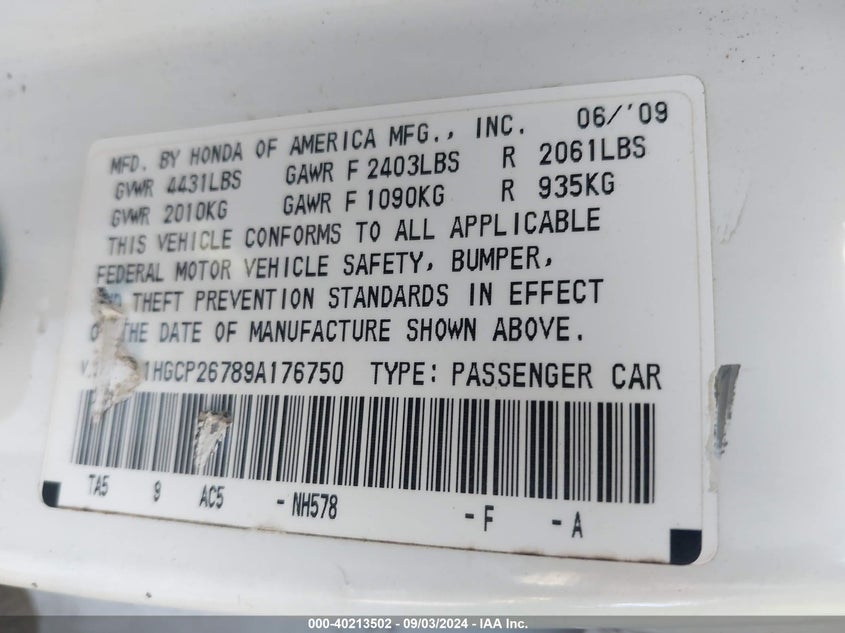 MFD. BY HONDA OF AMERICA MFG., INC. 06/'09
GVWR 4431LBS GAWR F 2403LBS R 2061LBS
GVWR 2010KG GAWR F 1090KG R 935KG
THIS VEHICLE CONFORMS TO ALL APPLICABLE
FEDERAL MOTOR VEHICLE SAFETY, BUMPER,
THEFT PREVENTION STANDARDS IN EFFECT
THE DATE OF MANUFACTURE SHOWN ABOVE.
1HGCP26789A176750 TYPE: PASSENGER CAR
TA5 9 AC5 -NH578 -F -A
000-40213502 - 09/03/2024 - IAA Inc.